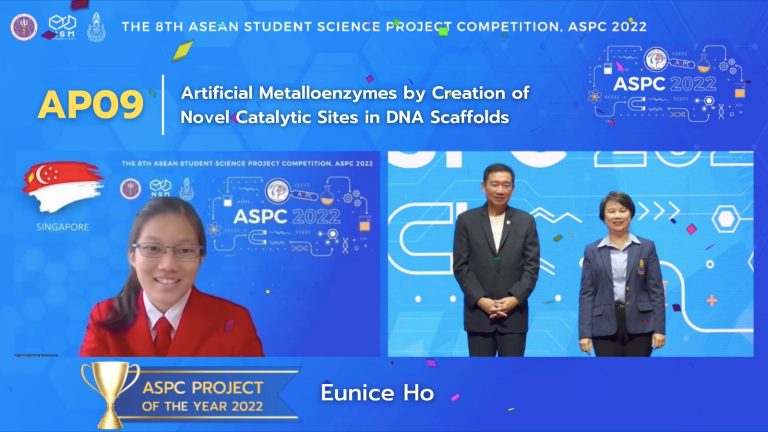 THE 8TH ASEAN STUDENT SCIENCE PROJECT COMPETITION, ASPC 2022
NSM
AP09
Artificial Metalloenzymes by Creation of
Novel Catalytic Sites in DNA Scaffolds
ASPC 2022
THE 8TH ASEAN STUDENT SCIENCE PROJECT COMPETITION, ASPC 2022
NSM
SINGAPORE
ASPC 2022
ASPC PROJECT
OF THE YEAR 2022
Eunice Ho